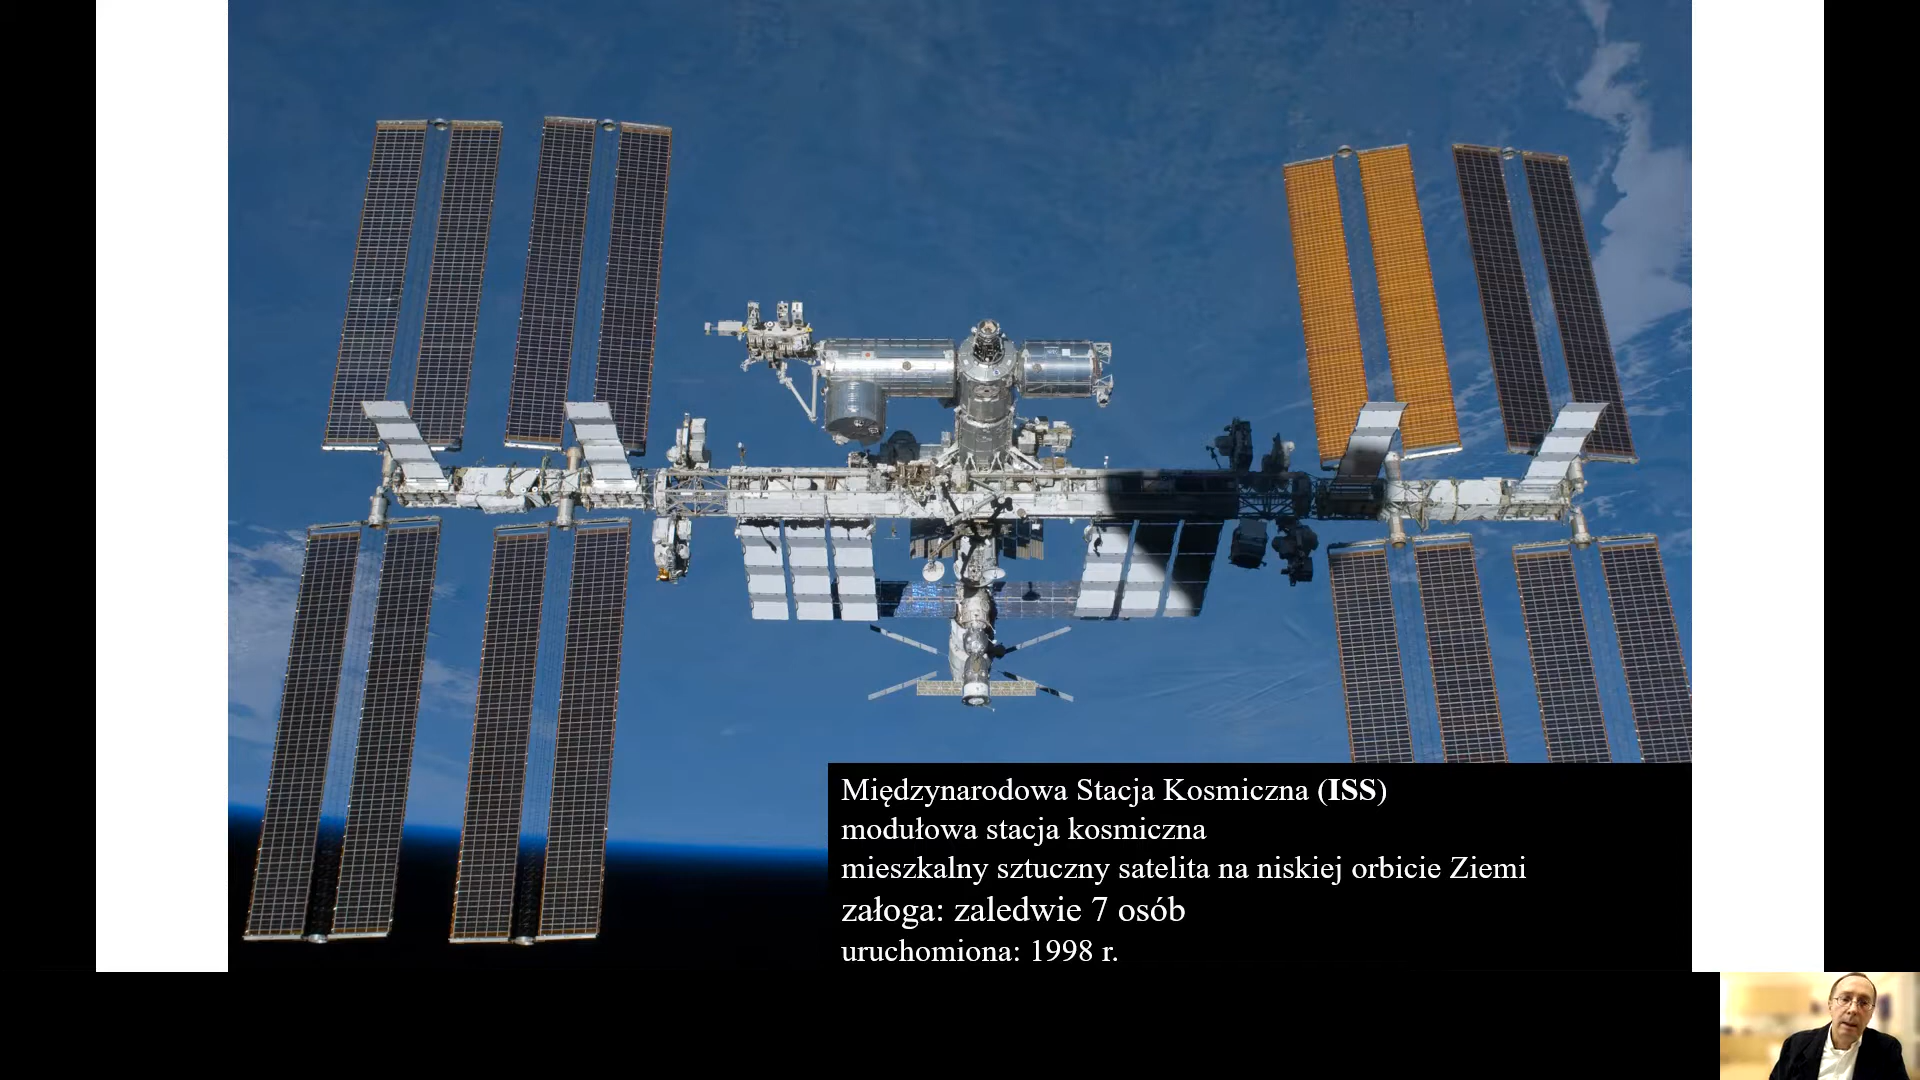 Międzynarodowa Stacja Kosmiczna (ISS)
modułowa stacja kosmiczna
mieszkalny sztuczny satelita na niskiej orbicie Ziemi
załoga: zaledwie 7 osób
uruchomiona: 1998 r.